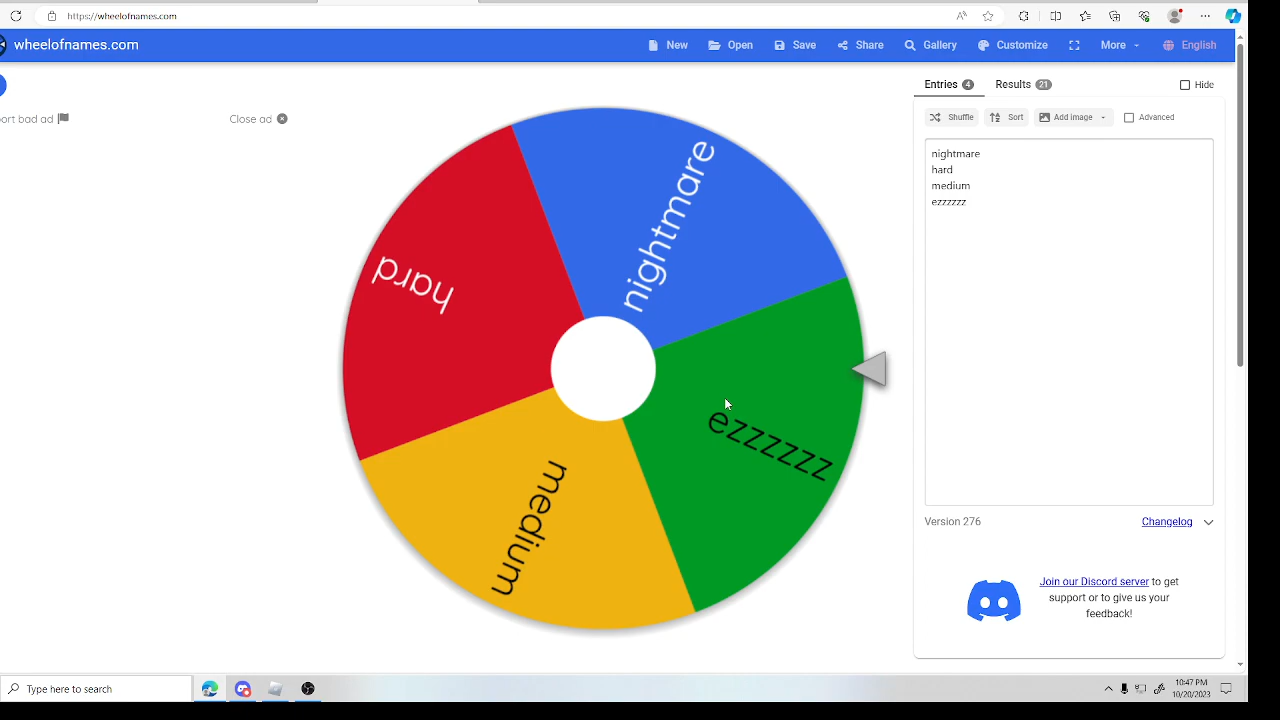 https://wheelofnames.com
wheelofnames.com
New
Open
Save
Share
Gallery
Customize
More
English
Entries 4
Results 21
Hide
ort bad ad
Close ad
Shuffle
Sort
Add image
Advanced
nightmare
hard
medium
ezzzzzz
nightmare
hard
ezzzzzz
medium
Version 276
Changelog
Join our Discord server to get
support or to give us your
feedback!
Type here to search
10:47 PM
10/20/2023